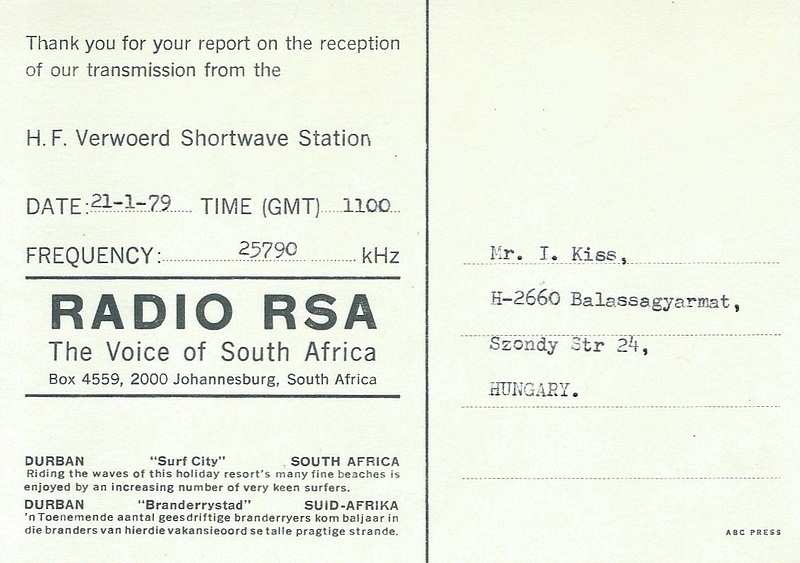 Thank you for your report on the reception
of our transmission from the
H.F. Verwoerd Shortwave Station
DATE: 21-1-79 TIME (GMT) 1100
FREQUENCY: 25790 kHz
RADIO RSA
The Voice of South Africa
Box 4559, 2000 Johannesburg, South Africa
DURBAN "Surf City" SOUTH AFRICA
Riding the waves of this holiday resort's many fine beaches is
enjoyed by an increasing number of very keen surfers.
DURBAN "Branderrystad" SUID-AFRIKA
'n Toenemende aantal geesdriftige branderryers kom baljaar in
die branders van hierdie vakansieoord se talle pragtige strande.
Mr. I. Kiss,
H-2660 Balassagyarmat,
Szondy Str 24,
HUNGARY.
ABC PRESS